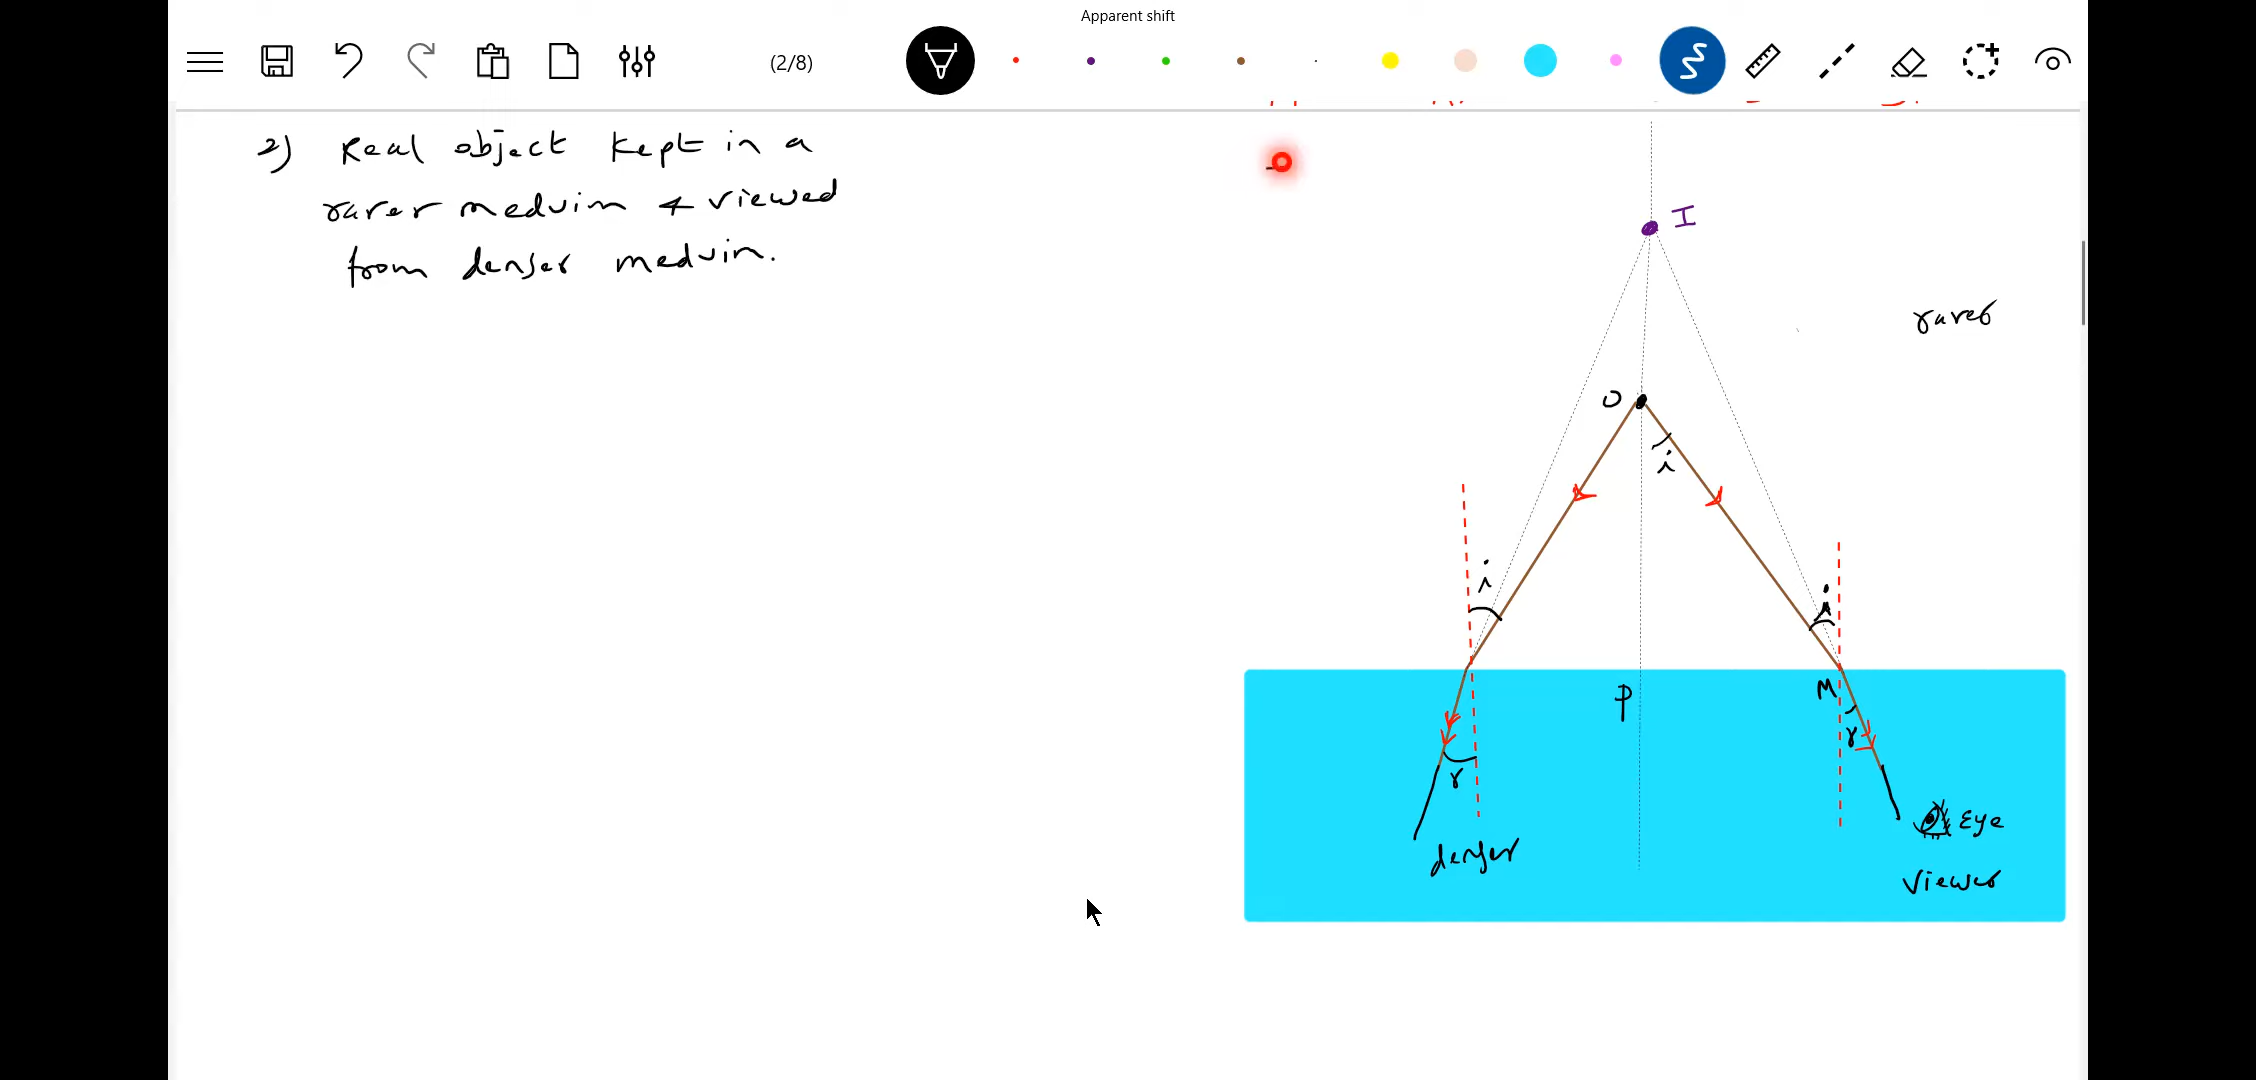 Apparent shift
(2/8)
2) Real object kept in a
rarer meduim & viewed
from denser meduim.
I
rarer
O
i
i
i
P
M
r
r
Eye
denser
Viewer